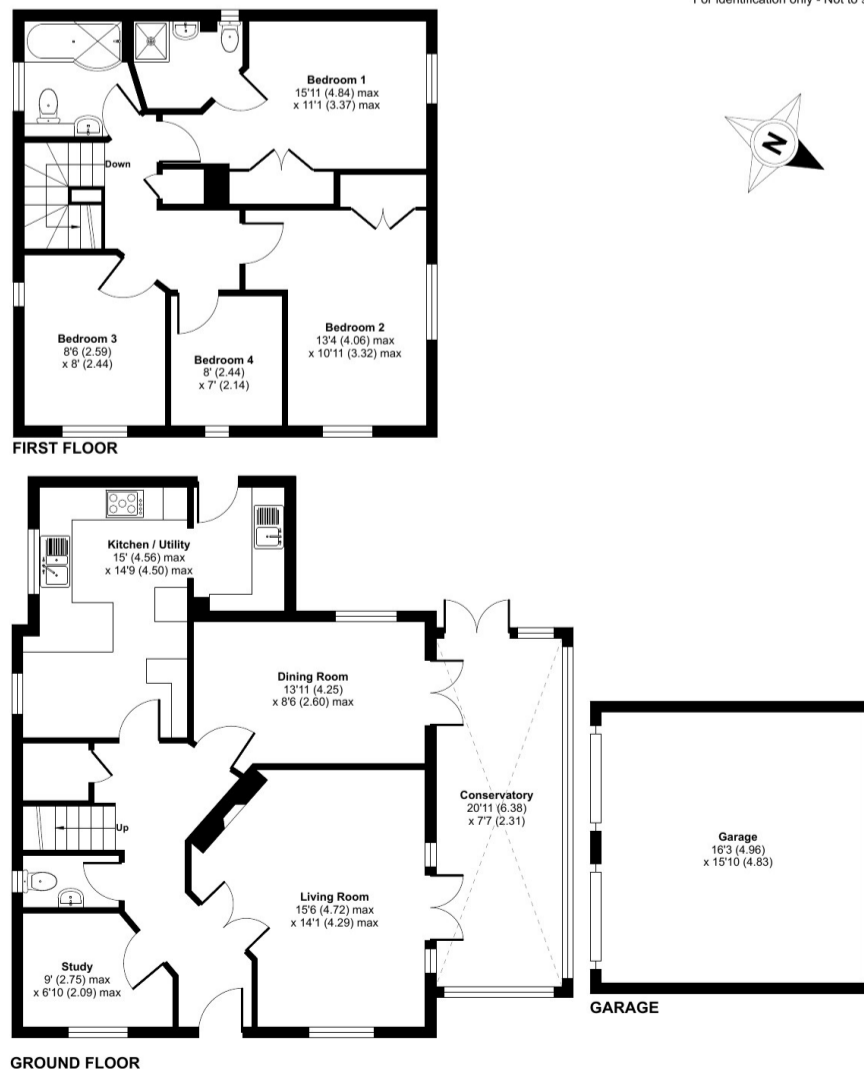 For identification only - Not to
Bedroom 1
15'11 (4.84) max
x 11'1 (3.37) max
N
Down
Bedroom 2
13'4 (4.06) max
x 10'11 (3.32) max
Bedroom 3
8'6 (2.59)
x 8' (2.44)
Bedroom 4
8' (2.44)
x 7' (2.14)
FIRST FLOOR
Kitchen / Utility
15' (4.56) max
x 14'9 (4.50) max
Dining Room
13'11 (4.25)
x 8'6 (2.60) max
Conservatory
20'11 (6.38)
x 7'7 (2.31)
Up
Garage
16'3 (4.96)
x 15'10 (4.83)
Living Room
15'6 (4.72) max
x 14'1 (4.29) max
Study
9' (2.75) max
x 6'10 (2.09) max
GARAGE
GROUND FLOOR